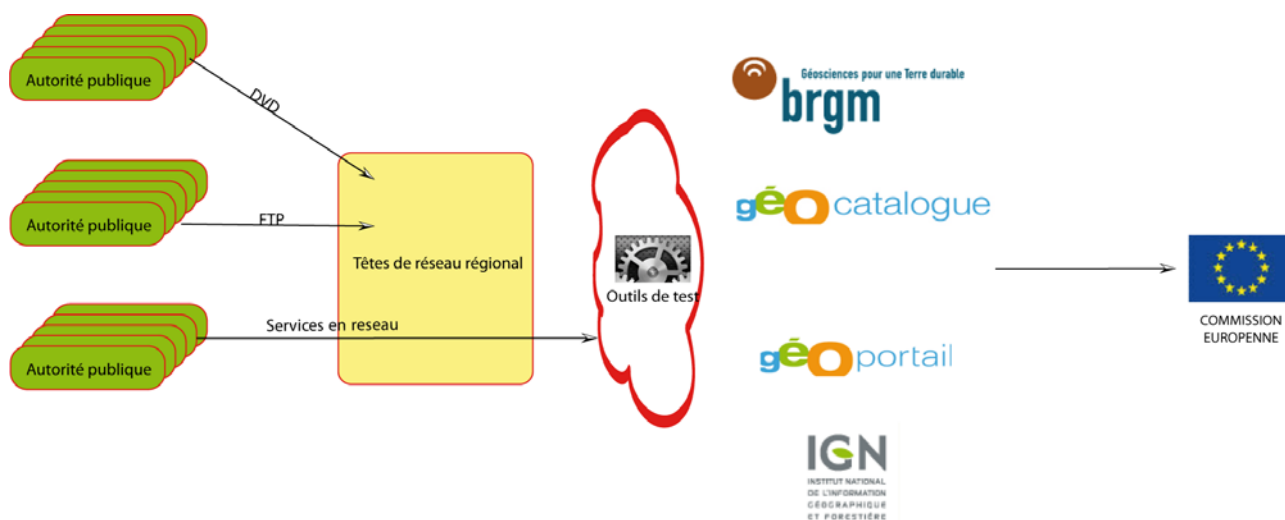 Autorité publique
DVD
Autorité publique
FTP
Autorité publique
Services en reseau
Têtes de réseau régional
Outils de test
Géosciences pour une Terre durable
brgm
géocatalogue
géoportail
IGN
INSTITUT NATIONAL
DE L'INFORMATION
GÉOGRAPHIQUE
ET FORESTIÈRE
COMMISSION
EUROPENNE